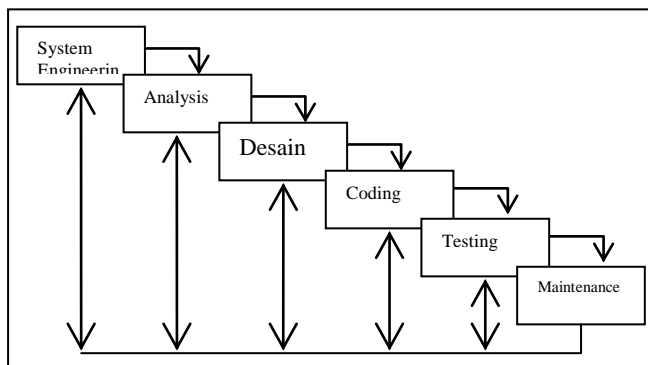 System
Engineerin
Analysis
Desain
Coding
Testing
Maintenance